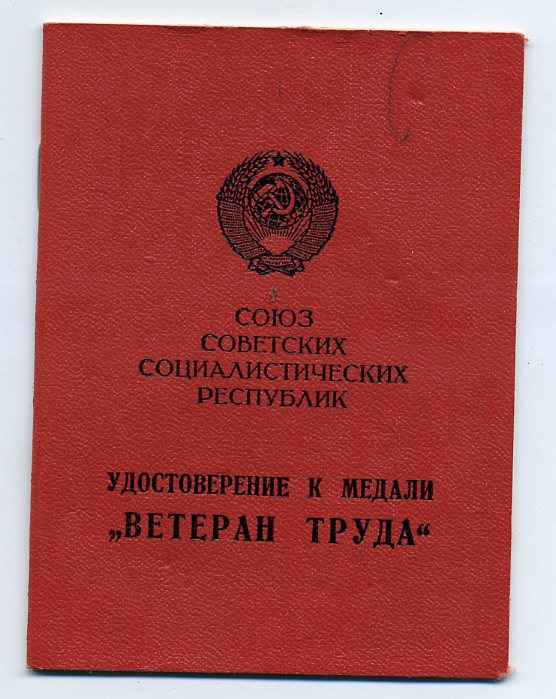 СОЮЗ
СОВЕТСКИХ
СОЦИАЛИСТИЧЕСКИХ
РЕСПУБЛИК
УДОСТОВЕРЕНИЕ К МЕДАЛИ
„ВЕТЕРАН ТРУДА“